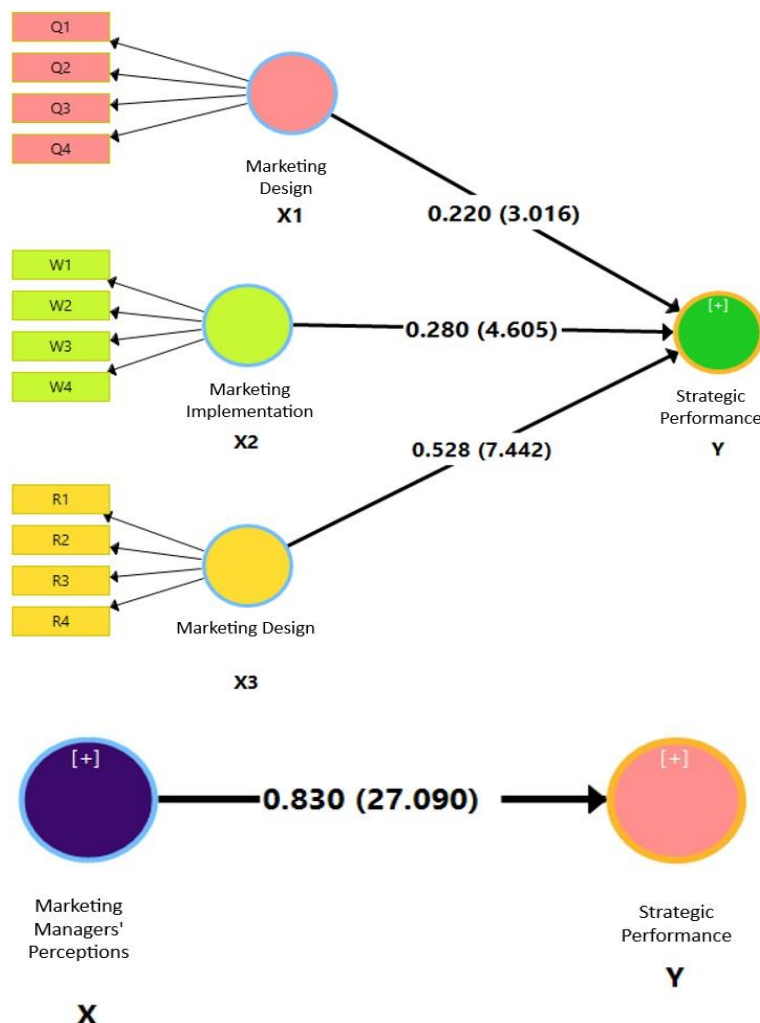 Q1
Q2
Q3
Q4
Marketing
Design
X1
0.220 (3.016)
W1
W2
W3
W4
Marketing
Implementation
X2
0.280 (4.605)
[+]
Strategic
Performance
Y
0.528 (7.442)
R1
R2
R3
R4
Marketing Design
X3
[+]
0.830 (27.090)
[+]
Marketing
Managers'
Perceptions
X
Strategic
Performance
Y